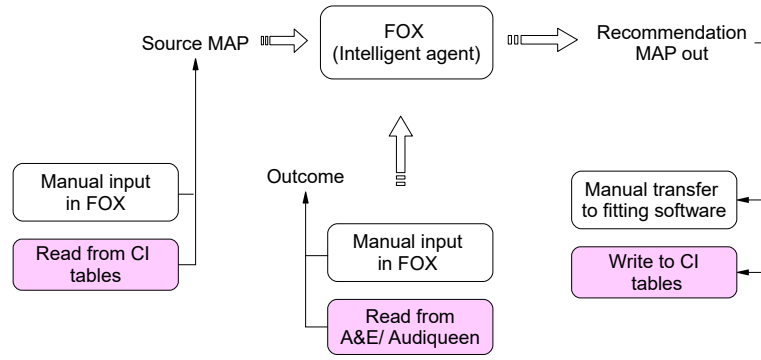 Source MAP
FOX
(Intelligent agent)
Recommendation
MAP out
Manual input
in FOX
Read from CI
tables
Outcome
Manual input
in FOX
Read from
A&E/ Audiqueen
Manual transfer
to fitting software
Write to CI
tables